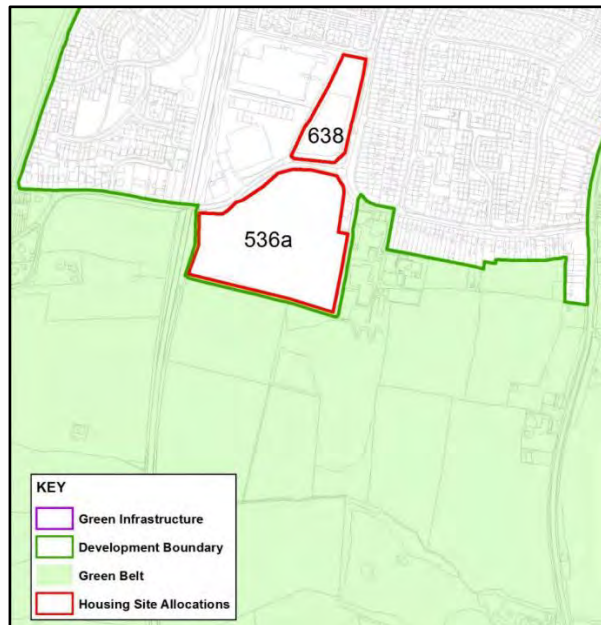 638
536a
KEY
Green Infrastructure
Development Boundary
Green Belt
Housing Site Allocations